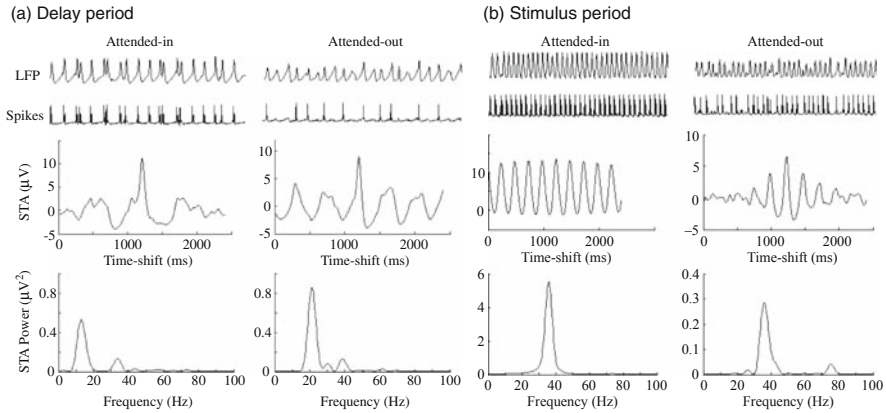 (a) Delay period
(b) Stimulus period
Attended-in
Attended-out
Attended-in
Attended-out
LFP
Spikes
STA (μV)
10
5
0
-5
10
5
0
-5
10
5
0
10
5
0
−5
0 1000 2000
0 1000 2000
0 1000 2000
0 1000 2000
Time-shift (ms)
Time-shift (ms)
Time-shift (ms)
Time-shift (ms)
STA Power (μV²)
0.8
0.4
0
0.8
0.4
0
6
4
2
0
0.4
0.3
0.2
0.1
0
0 20 40 60 80 100
0 20 40 60 80 100
0 40 80
0 20 40 60 80 100
Frequency (Hz)
Frequency (Hz)
Frequency (Hz)
Frequency (Hz)